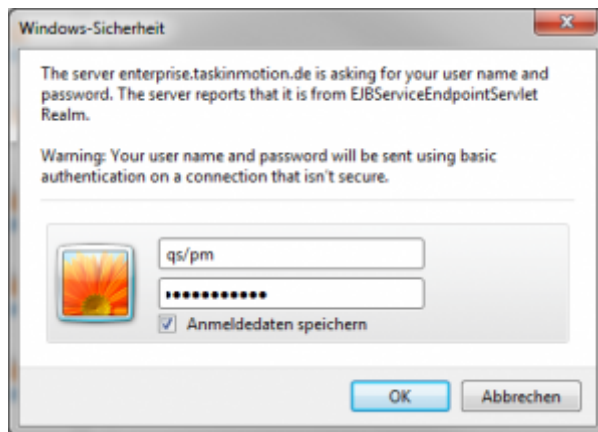 Windows-Sicherheit
The server enterprise.taskinmotion.de is asking for your user name and
password. The server reports that it is from EJBServiceEndpointServlet
Realm.
Warning: Your user name and password will be sent using basic
authentication on a connection that isn't secure.
qs/pm
•••••••••••
Anmeldedaten speichern
OK Abbrechen